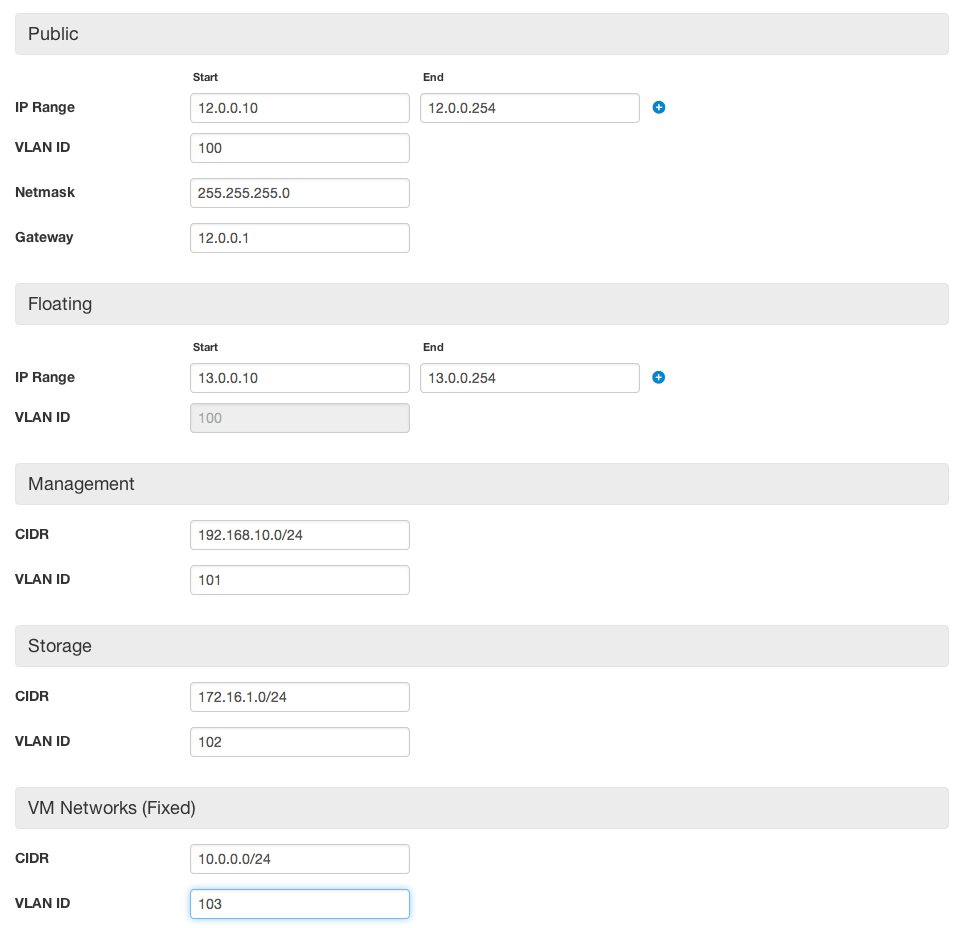 Public
Start End
IP Range 12.0.0.10 12.0.0.254
VLAN ID 100
Netmask 255.255.255.0
Gateway 12.0.0.1
Floating
Start End
IP Range 13.0.0.10 13.0.0.254
VLAN ID 100
Management
CIDR 192.168.10.0/24
VLAN ID 101
Storage
CIDR 172.16.1.0/24
VLAN ID 102
VM Networks (Fixed)
CIDR 10.0.0.0/24
VLAN ID 103